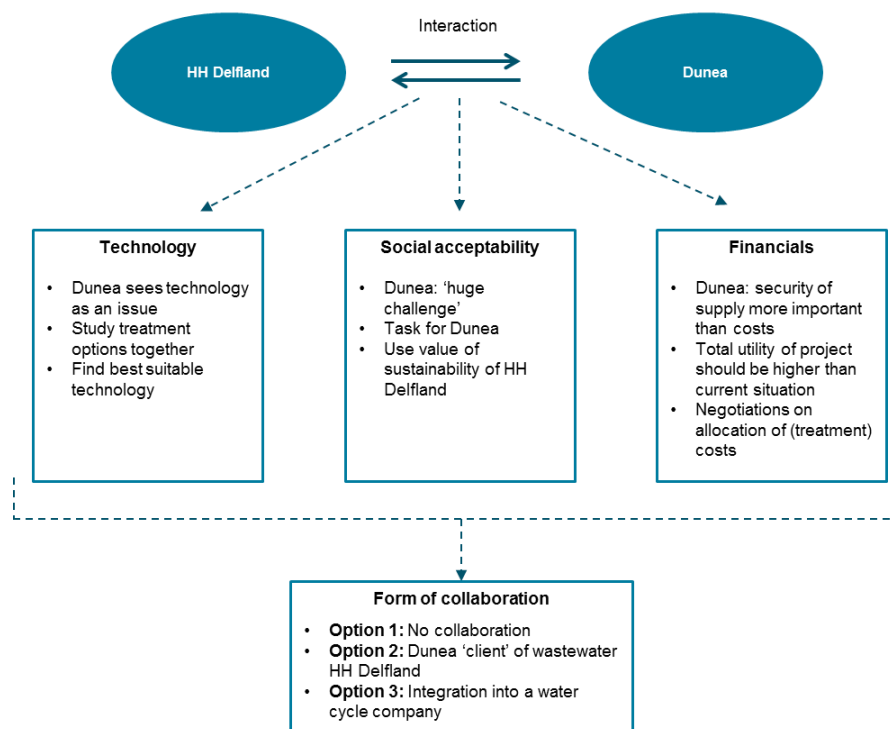 Interaction
HH Delfland
Dunea
Technology
• Dunea sees technology
as an issue
• Study treatment
options together
• Find best suitable
technology
Social acceptability
• Dunea: ‘huge
challenge’
• Task for Dunea
• Use value of
sustainability of HH
Delfland
Financials
• Dunea: security of
supply more important
than costs
• Total utility of project
should be higher than
current situation
• Negotiations on
allocation of (treatment)
costs
Form of collaboration
• Option 1: No collaboration
• Option 2: Dunea ‘client’ of wastewater
HH Delfland
• Option 3: Integration into a water
cycle company